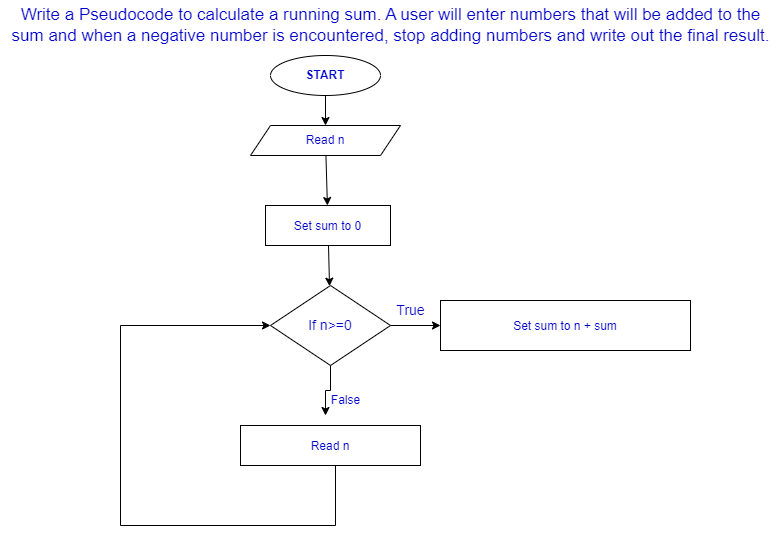 Write a Pseudocode to calculate a running sum. A user will enter numbers that will be added to the
sum and when a negative number is encountered, stop adding numbers and write out the final result.
START
Read n
Set sum to 0
True
If n>=0
Set sum to n + sum
False
Read n